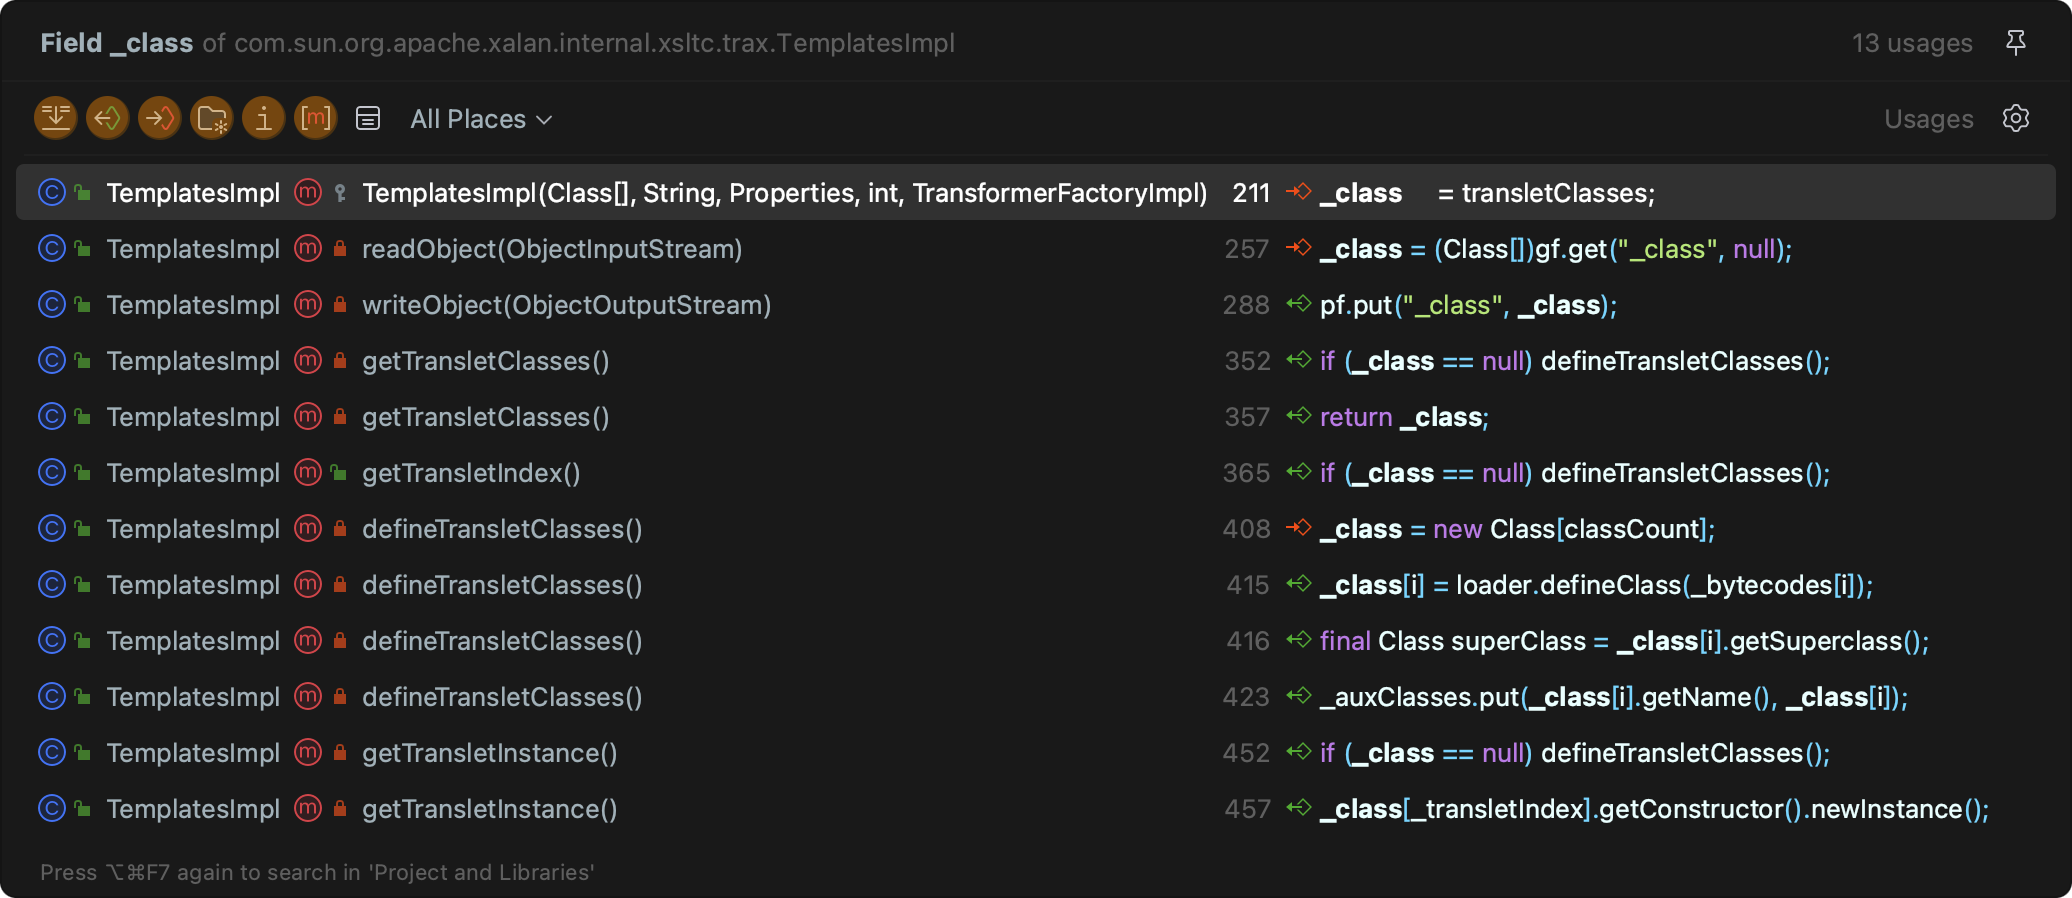 Field _class of com.sun.org.apache.xalan.internal.xsltc.trax.TemplatesImpl 13 usages
All Places Usages
TemplatesImpl TemplatesImpl(Class[], String, Properties, int, TransformerFactoryImpl) 211 _class = transletClasses;
TemplatesImpl readObject(ObjectInputStream) 257 _class = (Class[])gf.get("_class", null);
TemplatesImpl writeObject(ObjectOutputStream) 288 pf.put("_class", _class);
TemplatesImpl getTransletClasses() 352 if (_class == null) defineTransletClasses();
TemplatesImpl getTransletClasses() 357 return _class;
TemplatesImpl getTransletIndex() 365 if (_class == null) defineTransletClasses();
TemplatesImpl defineTransletClasses() 408 _class = new Class[classCount];
TemplatesImpl defineTransletClasses() 415 _class[i] = loader.defineClass(_bytecodes[i]);
TemplatesImpl defineTransletClasses() 416 final Class superClass = _class[i].getSuperclass();
TemplatesImpl defineTransletClasses() 423 _auxClasses.put(_class[i].getName(), _class[i]);
TemplatesImpl getTransletInstance() 452 if (_class == null) defineTransletClasses();
TemplatesImpl getTransletInstance() 457 _class[_transletIndex].getConstructor().newInstance();
Press ⌥⌘F7 again to search in 'Project and Libraries'